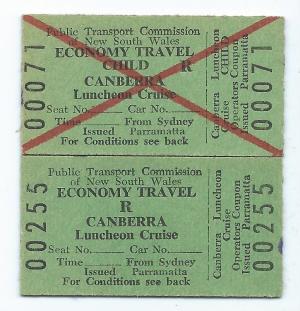 00071
Public Transport Commission
of New South Wales
ECONOMY TRAVEL
CHILD R
CANBERRA
Luncheon Cruise
Seat No. Car No.
Time From Sydney
Issued Parramatta
For Conditions see back
Canberra Luncheon
Cruise CHILD
Operators Coupon
Issued Parramatta
00071
00255
Public Transport Commission
of New South Wales
ECONOMY TRAVEL
R
CANBERRA
Luncheon Cruise
Seat No. Car No.
Time From Sydney
Issued Parramatta
For Conditions see back
Canberra Luncheon
Cruise
Operators Coupon
Issued Parramatta
00255